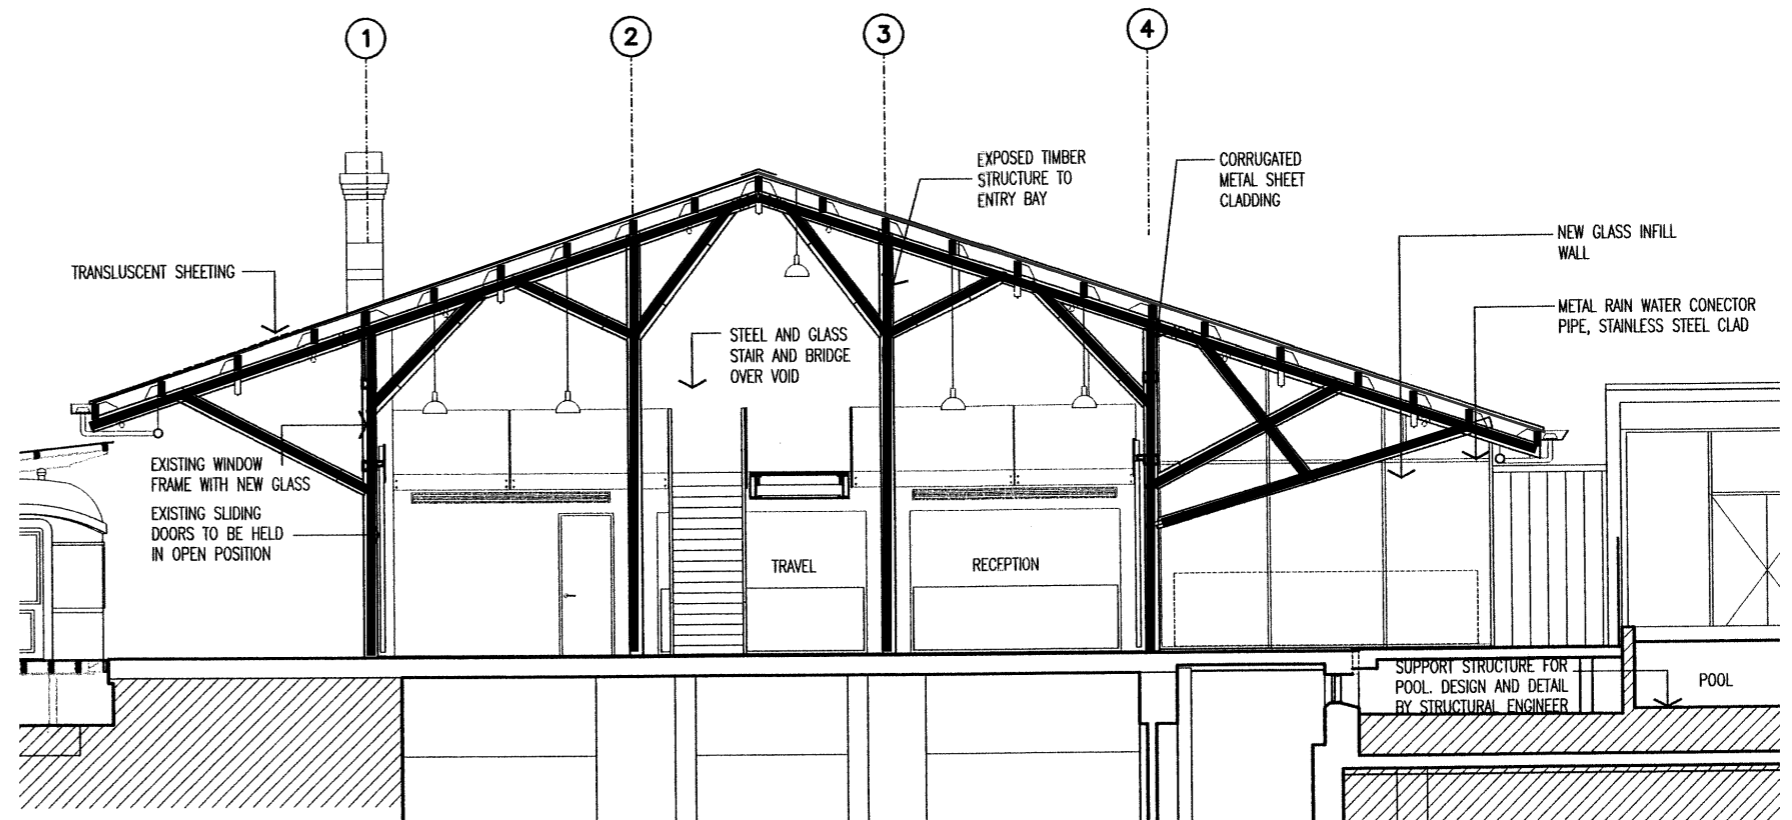 1
2
3
4
EXPOSED TIMBER
STRUCTURE TO
ENTRY BAY
CORRUGATED
METAL SHEET
CLADDING
NEW GLASS INFILL
WALL
TRANSLUSCENT SHEETING
METAL RAIN WATER CONECTOR
PIPE, STAINLESS STEEL CLAD
STEEL AND GLASS
STAIR AND BRIDGE
OVER VOID
EXISTING WINDOW
FRAME WITH NEW GLASS
EXISTING SLIDING
DOORS TO BE HELD
IN OPEN POSITION
TRAVEL
RECEPTION
SUPPORT STRUCTURE FOR
POOL. DESIGN AND DETAIL
BY STRUCTURAL ENGINEER
POOL